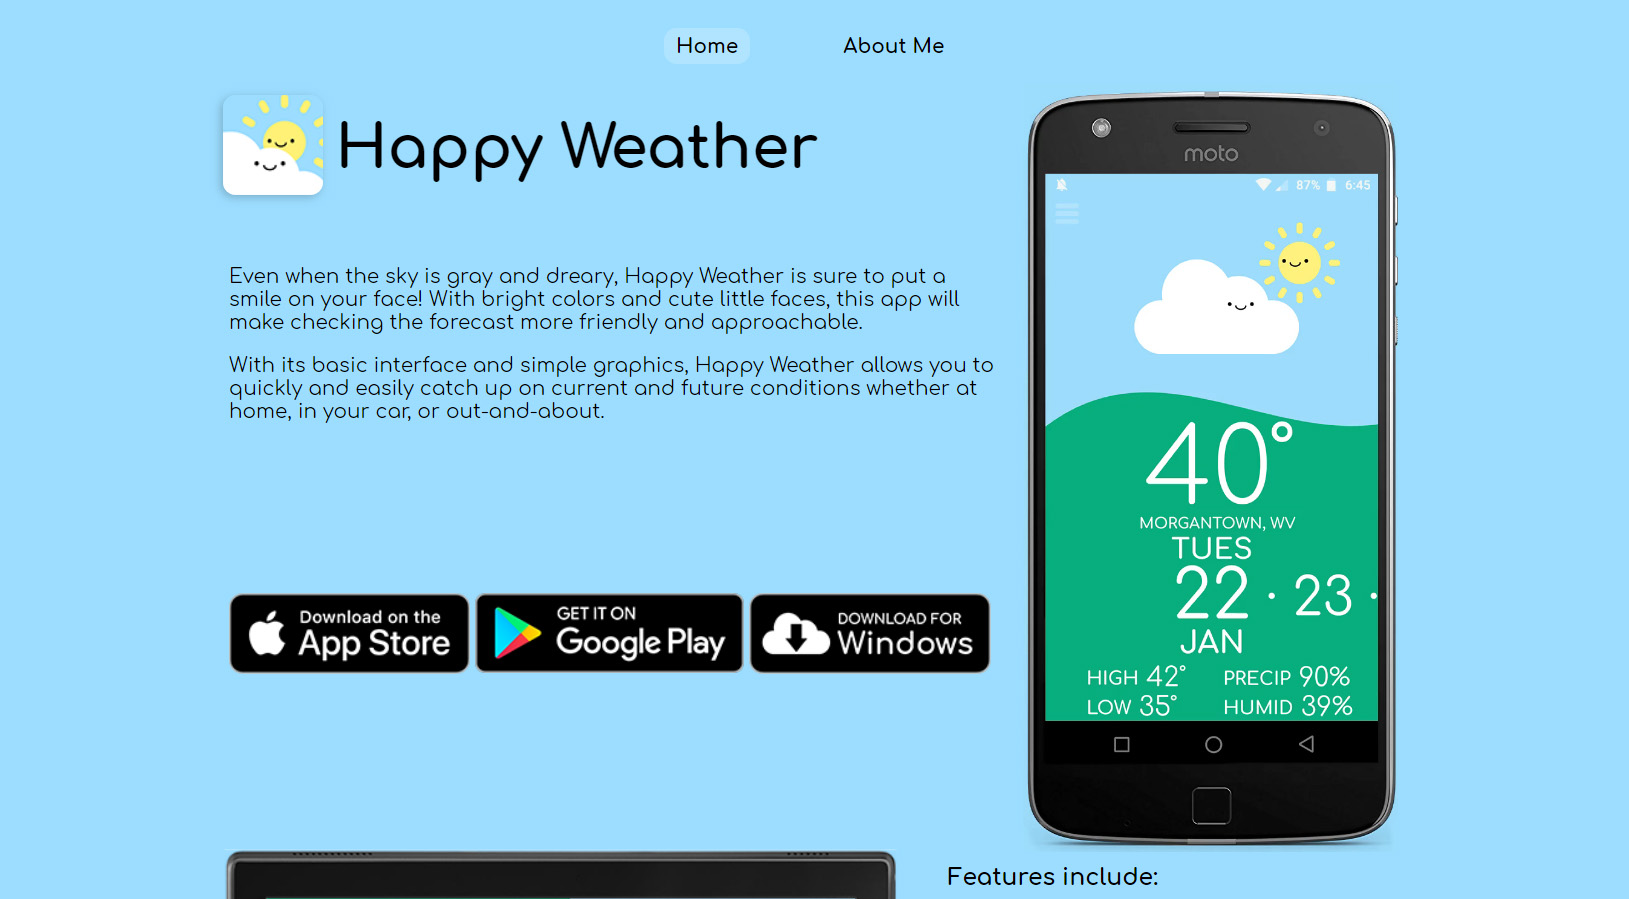 Home
About Me
Happy Weather
Even when the sky is gray and dreary, Happy Weather is sure to put a
smile on your face! With bright colors and cute little faces, this app will
make checking the forecast more friendly and approachable.
With its basic interface and simple graphics, Happy Weather allows you to
quickly and easily catch up on current and future conditions whether at
home, in your car, or out-and-about.
Download on the
App Store
GET IT ON
Google Play
DOWNLOAD FOR
Windows
moto
87% 6:45
40°
MORGANTOWN, WV
TUES
22 · 23 ·
JAN
HIGH 42° PRECIP 90%
LOW 35° HUMID 39%
Features include: